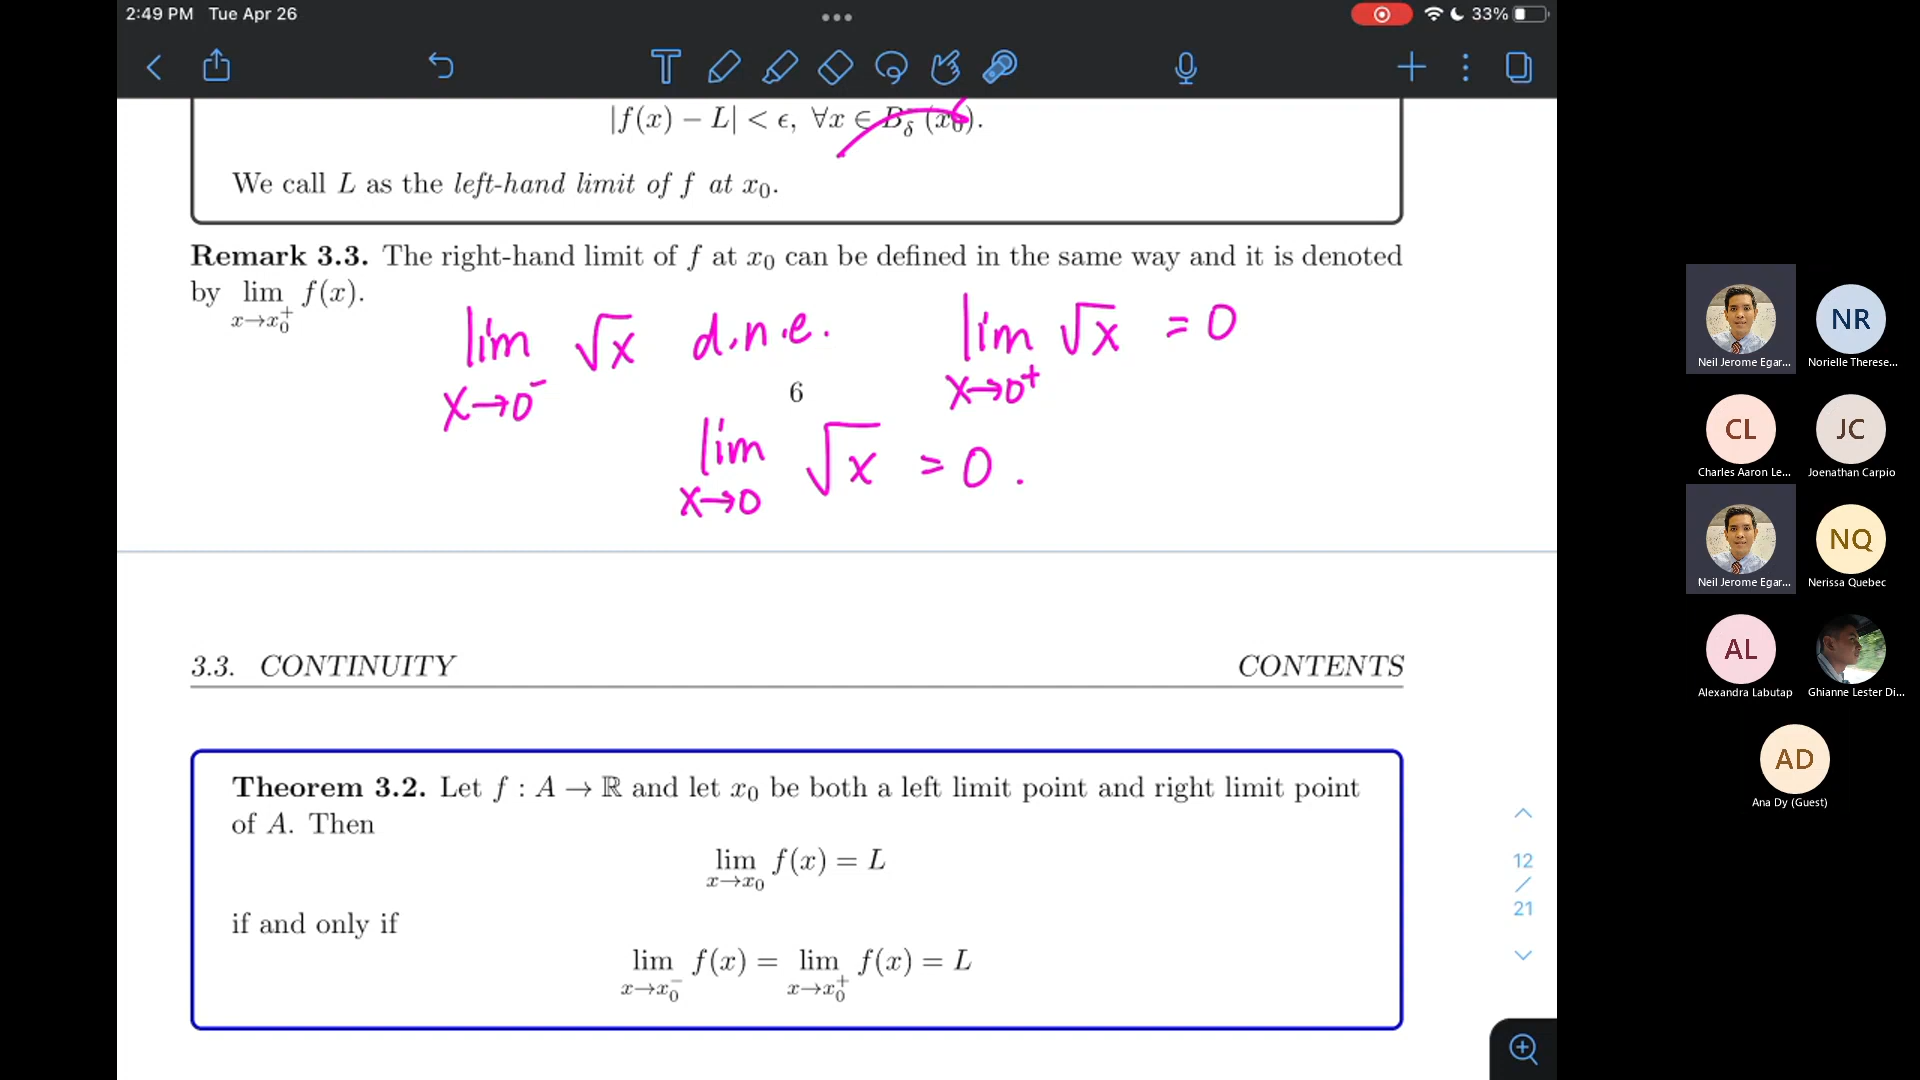 2:49 PM Tue Apr 26
33%
|f(x) − L| < ϵ, ∀x ∈ B_δ^-(x_0).
We call L as the left-hand limit of f at x_0.
Remark 3.3. The right-hand limit of f at x_0 can be defined in the same way and it is denoted
by lim_{x→x_0^+} f(x).
lim_{x→0^-} √x d.n.e. lim_{x→0^+} √x = 0
6
lim_{x→0} √x = 0.
3.3. CONTINUITY CONTENTS
Theorem 3.2. Let f : A → ℝ and let x_0 be both a left limit point and right limit point
of A. Then
lim_{x→x_0} f(x) = L
if and only if
lim_{x→x_0^-} f(x) = lim_{x→x_0^+} f(x) = L
12
/
21
NR
Neil Jerome Egar... Norielle Therese...
CL JC
Charles Aaron Le... Joenathan Carpio
NQ
Neil Jerome Egar... Nerissa Quebec
AL
Alexandra Labutap Ghianne Lester Di...
AD
Ana Dy (Guest)